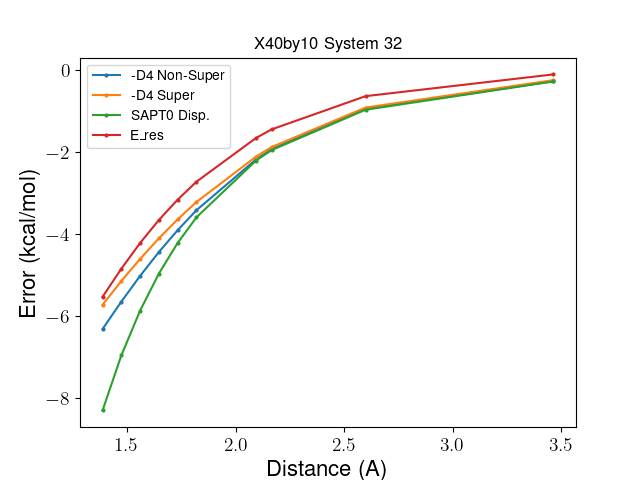 X40by10 System 32
-D4 Non-Super
-D4 Super
SAPT0 Disp.
E_res
Error (kcal/mol)
0
−2
−4
−6
−8
1.5 2.0 2.5 3.0 3.5
Distance (A)